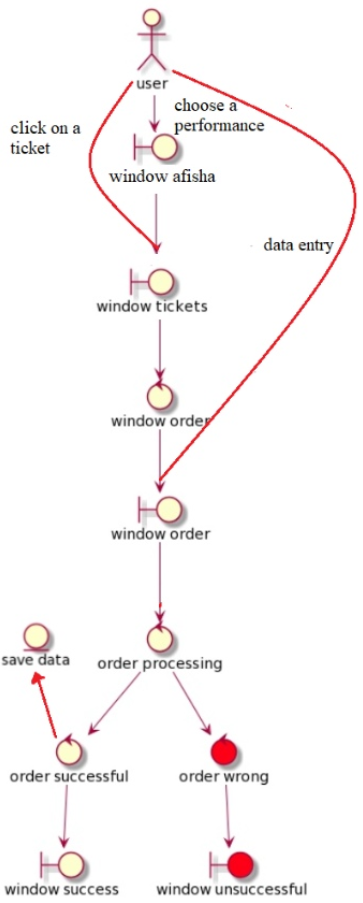 user
choose a
performance
click on a
ticket
window afisha
data entry
window tickets
window order
window order
save data
order processing
order successful
order wrong
window success
window unsuccessful